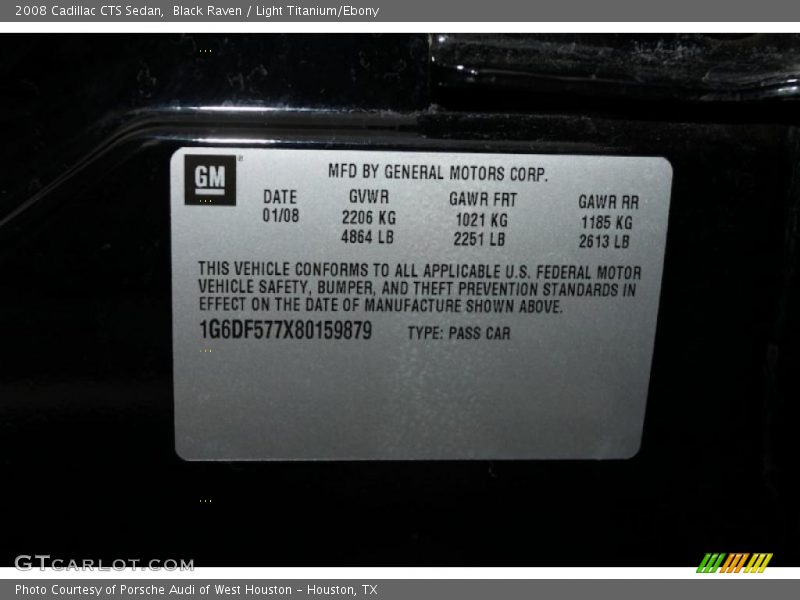 2008 Cadillac CTS Sedan,  Black Raven / Light Titanium/Ebony
GM®
MFD BY GENERAL MOTORS CORP.
DATE GVWR GAWR FRT GAWR RR
01/08 2206 KG 1021 KG 1185 KG
4864 LB 2251 LB 2613 LB
THIS VEHICLE CONFORMS TO ALL APPLICABLE U.S. FEDERAL MOTOR
VEHICLE SAFETY, BUMPER, AND THEFT PREVENTION STANDARDS IN
EFFECT ON THE DATE OF MANUFACTURE SHOWN ABOVE.
1G6DF577X80159879 TYPE: PASS CAR
GTCARLOT.COM
Photo Courtesy of Porsche Audi of West Houston – Houston, TX